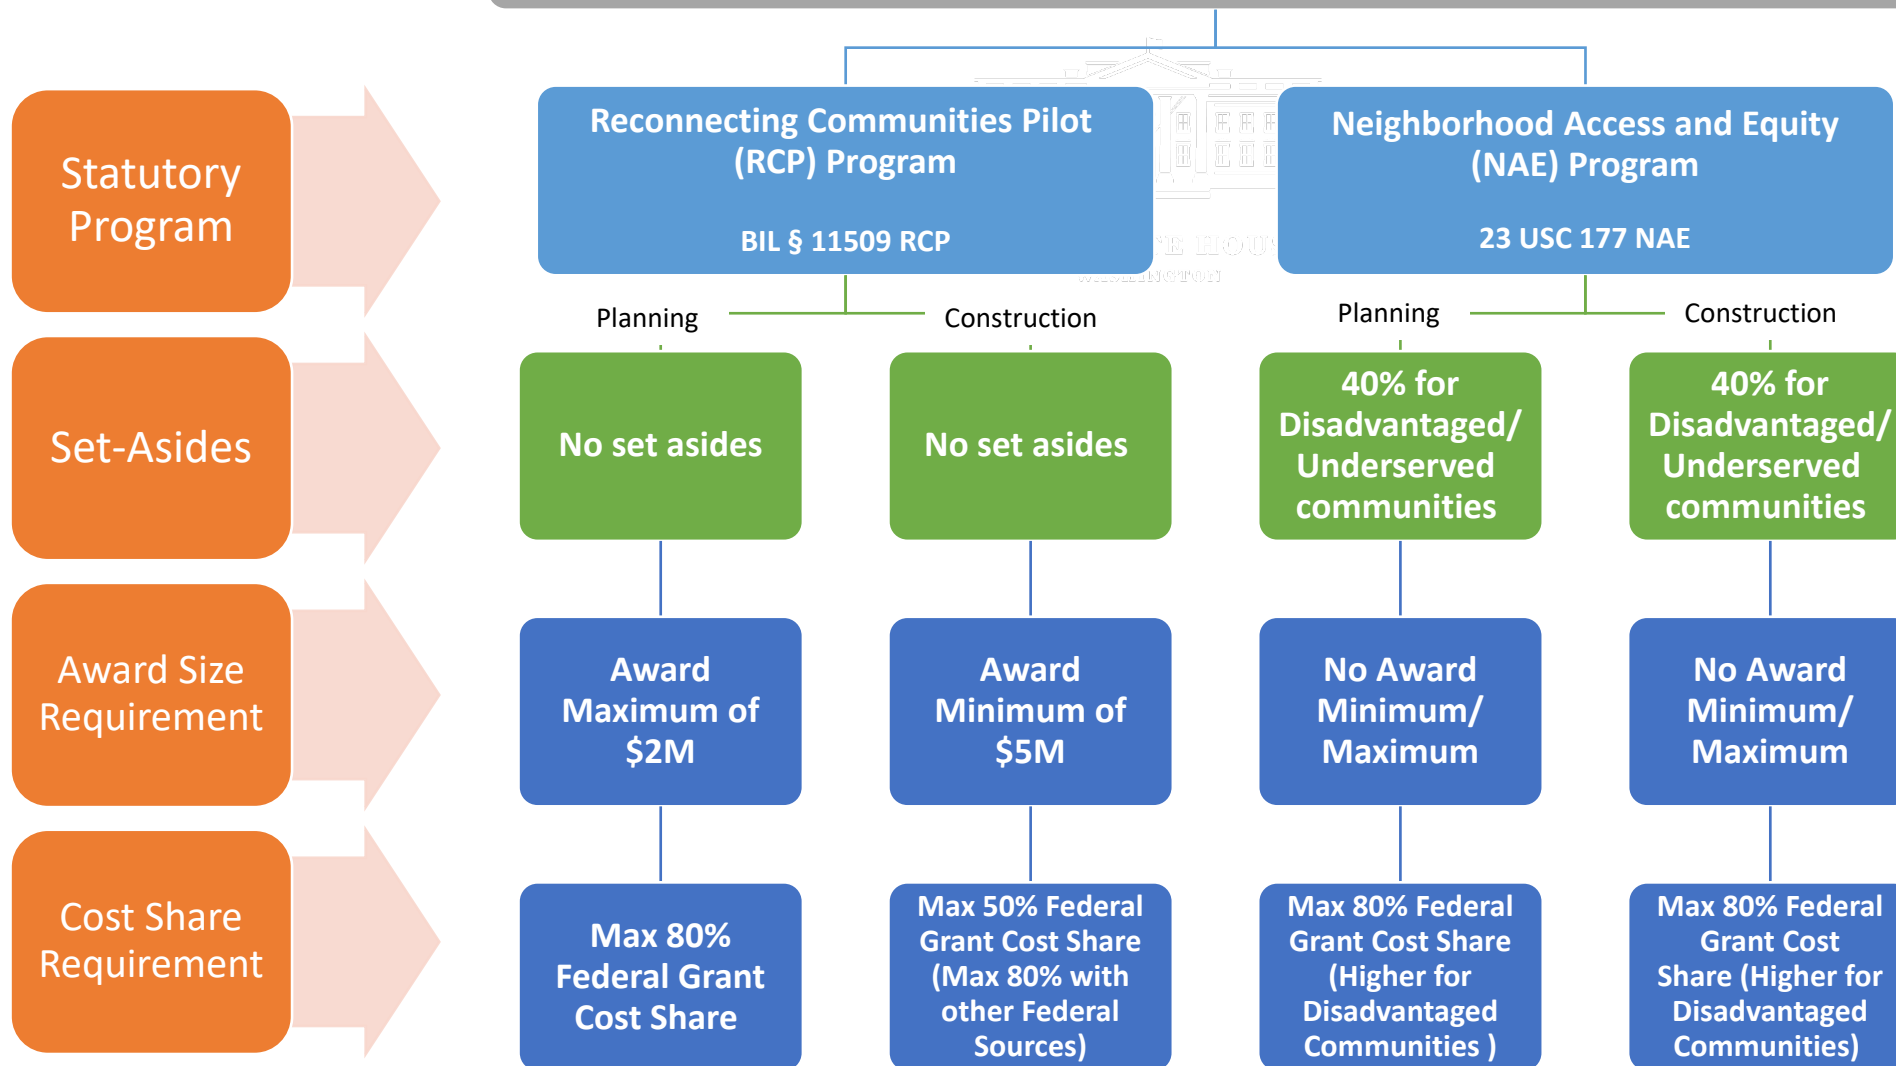 Statutory
Program
Reconnecting Communities Pilot
(RCP) Program
BIL § 11509 RCP
Neighborhood Access and Equity
(NAE) Program
23 USC 177 NAE
WASHINGTON
Planning
Construction
Planning
Construction
Set-Asides
No set asides
No set asides
40% for
Disadvantaged/
Underserved
communities
40% for
Disadvantaged/
Underserved
communities
Award Size
Requirement
Award
Maximum of
$2M
Award
Minimum of
$5M
No Award
Minimum/
Maximum
No Award
Minimum/
Maximum
Cost Share
Requirement
Max 80%
Federal Grant
Cost Share
Max 50% Federal
Grant Cost Share
(Max 80% with
other Federal
Sources)
Max 80% Federal
Grant Cost Share
(Higher for
Disadvantaged
Communities )
Max 80% Federal
Grant Cost
Share (Higher for
Disadvantaged
Communities)